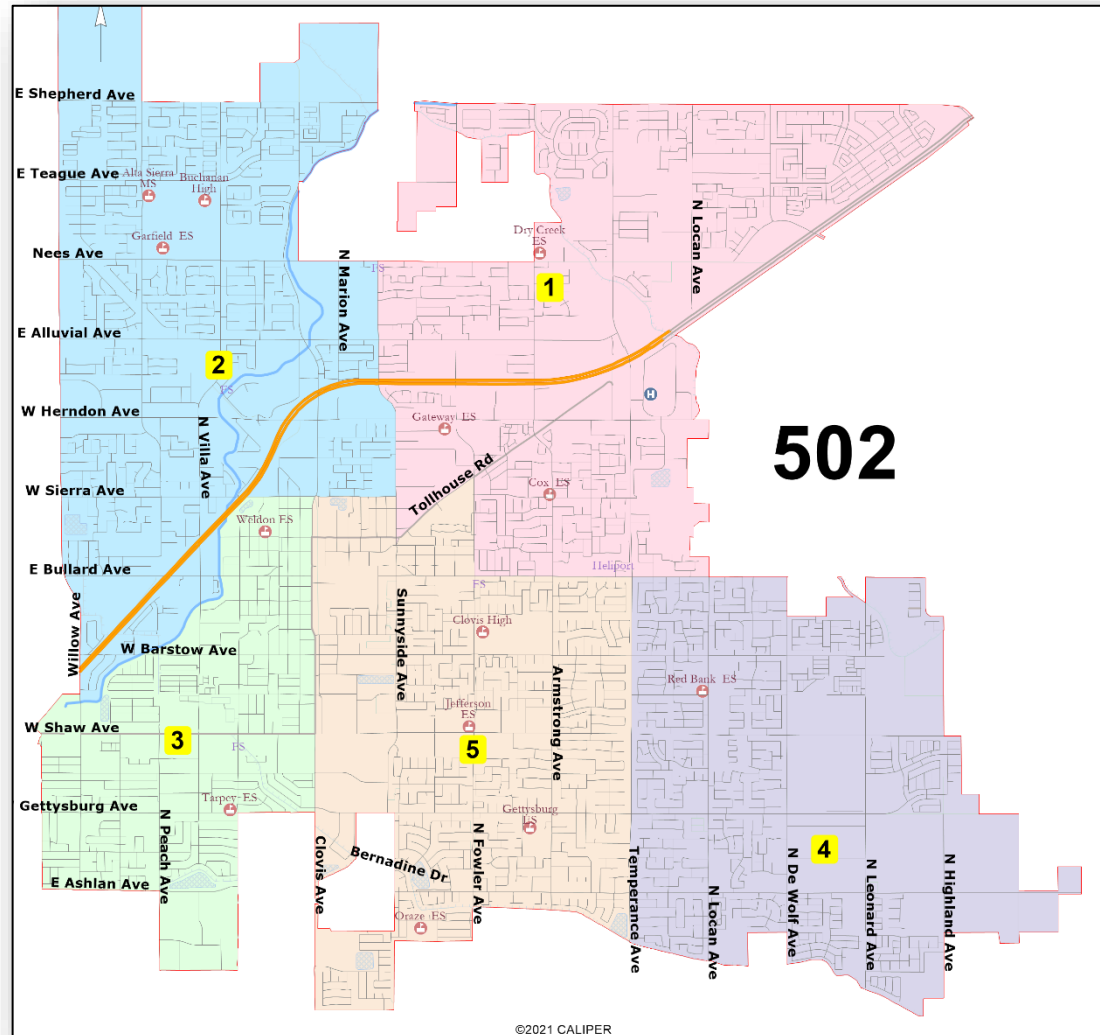 E Shepherd Ave
E Teague Ave
Alta Sierra
MS
Buchanan
High
Garfield ES
Nees Ave
N Marion Ave
FS
Dry Creek
ES
N Locan Ave
1
E Alluvial Ave
2
FS
W Herndon Ave
N Villa Ave
Gateway ES
H
502
Tollhouse Rd
W Sierra Ave
Cox ES
Weldon ES
E Bullard Ave
Heliport
FS
Willow Ave
Sunnyside Ave
Clovis High
W Barstow Ave
Armstrong Ave
Red Bank ES
Jefferson
ES
W Shaw Ave
3
FS
5
Gettysburg Ave
Tarpey ES
N Peach Ave
Gettysburg
ES
Clovis Ave
Bernadine Dr
N Fowler Ave
Temperance Ave
4
N Locan Ave
N De Wolf Ave
N Leonard Ave
N Highland Ave
E Ashlan Ave
Oraze ES
©2021 CALIPER